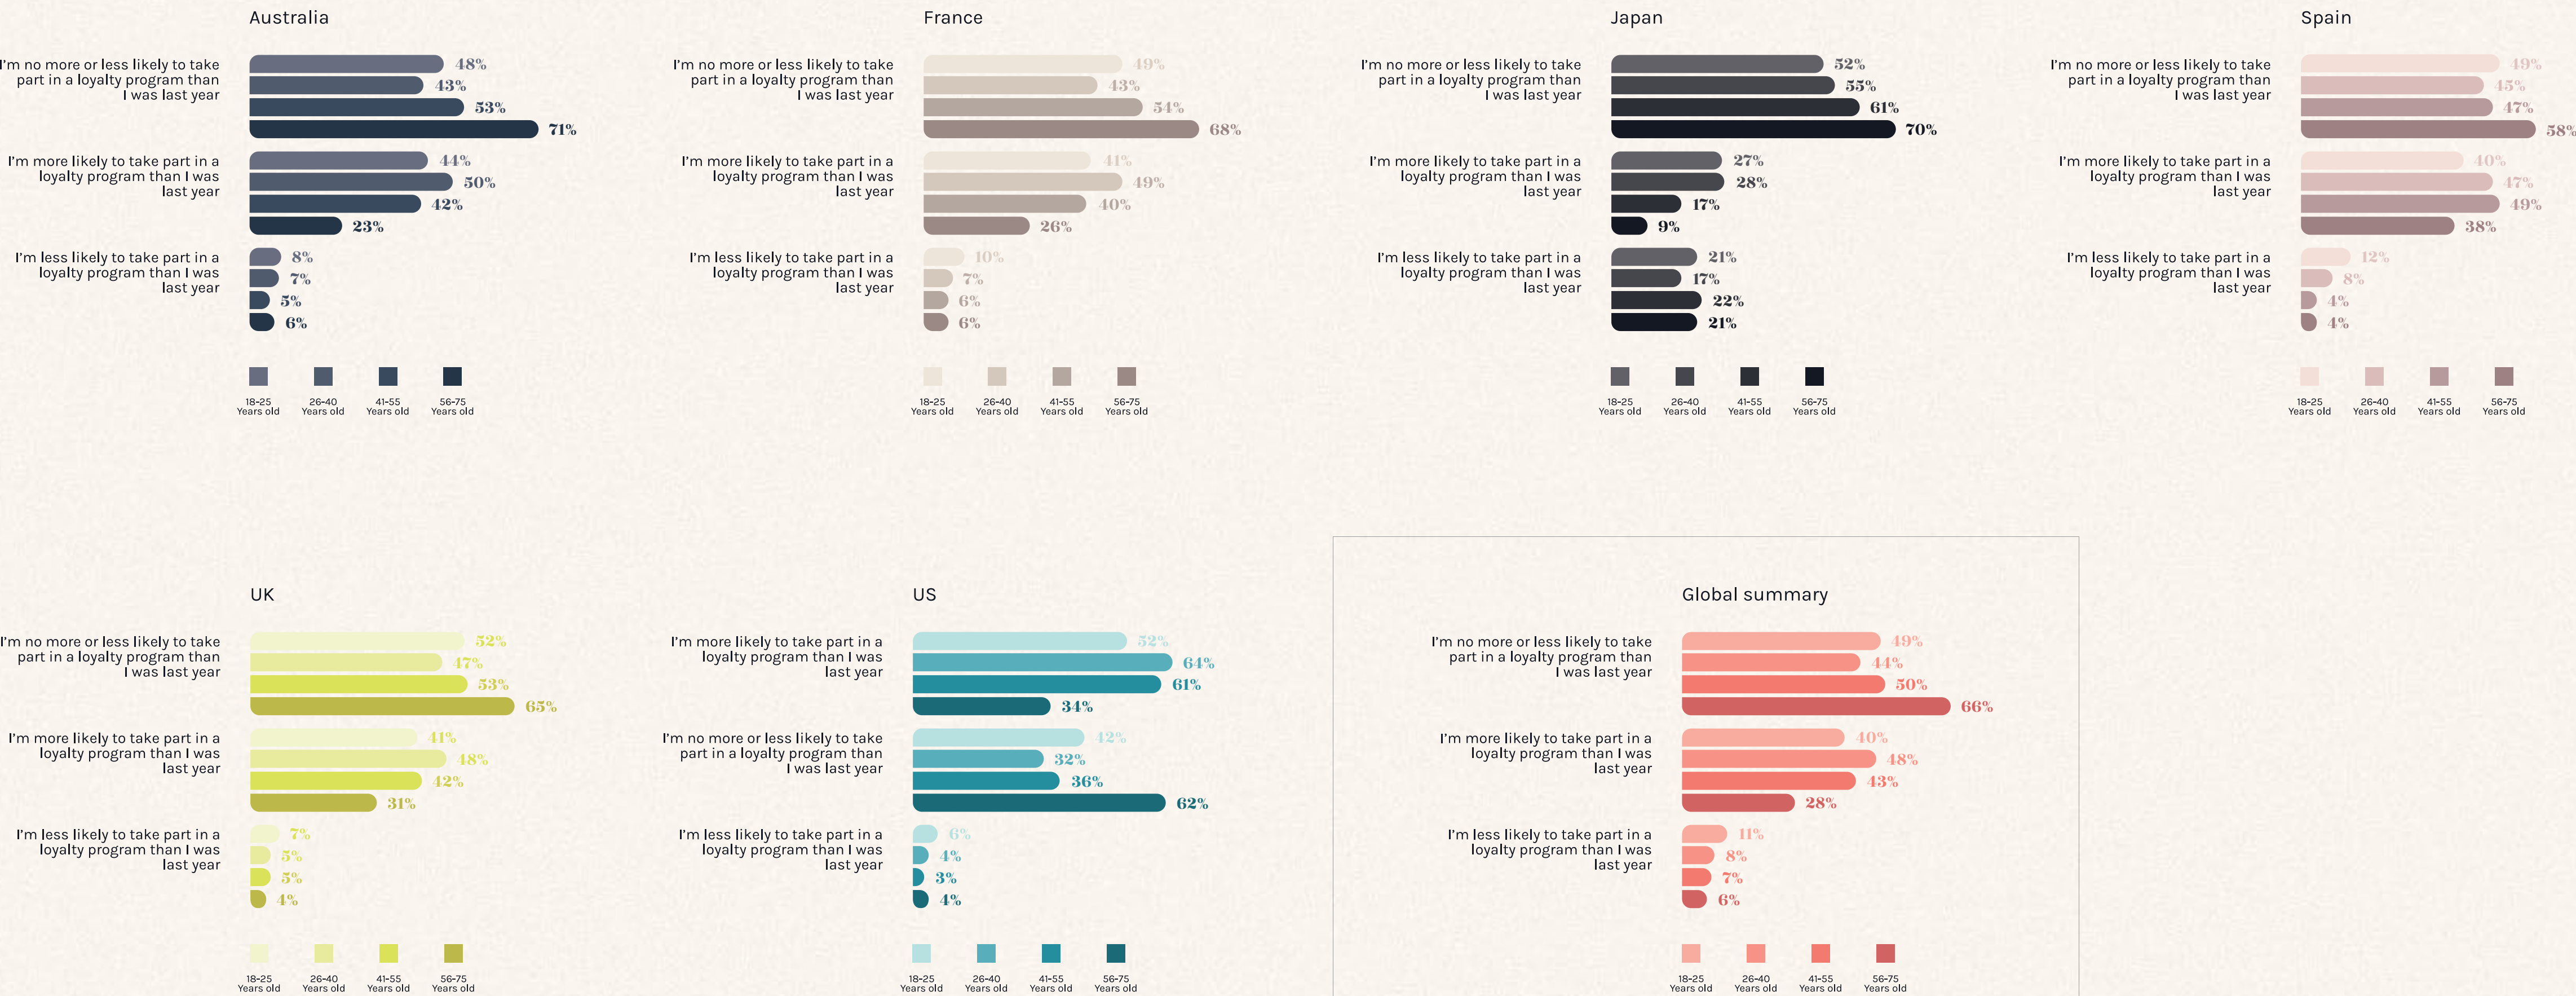 Australia
I'm no more or less likely to take
part in a loyalty program than
I was last year
48%
43%
53%
71%
I'm more likely to take part in a
loyalty program than I was
last year
44%
50%
42%
23%
I'm less likely to take part in a
loyalty program than I was
last year
8%
7%
5%
6%
18-25 26-40 41-55 56-75
Years old Years old Years old Years old
France
I'm no more or less likely to take
part in a loyalty program than
I was last year
49%
43%
54%
68%
I'm more likely to take part in a
loyalty program than I was
last year
41%
49%
40%
26%
I'm less likely to take part in a
loyalty program than I was
last year
10%
7%
6%
6%
18-25 26-40 41-55 56-75
Years old Years old Years old Years old
Japan
I'm no more or less likely to take
part in a loyalty program than
I was last year
52%
55%
61%
70%
I'm more likely to take part in a
loyalty program than I was
last year
27%
28%
17%
9%
I'm less likely to take part in a
loyalty program than I was
last year
21%
17%
22%
21%
18-25 26-40 41-55 56-75
Years old Years old Years old Years old
Spain
I'm no more or less likely to take
part in a loyalty program than
I was last year
49%
45%
47%
58%
I'm more likely to take part in a
loyalty program than I was
last year
40%
47%
49%
38%
I'm less likely to take part in a
loyalty program than I was
last year
12%
8%
4%
4%
18-25 26-40 41-55 56-75
Years old Years old Years old Years old
UK
I'm no more or less likely to take
part in a loyalty program than
I was last year
52%
47%
53%
65%
I'm more likely to take part in a
loyalty program than I was
last year
41%
48%
42%
31%
I'm less likely to take part in a
loyalty program than I was
last year
7%
5%
5%
4%
18-25 26-40 41-55 56-75
Years old Years old Years old Years old
US
I'm more likely to take part in a
loyalty program than I was
last year
52%
64%
61%
34%
I'm no more or less likely to take
part in a loyalty program than
I was last year
42%
32%
36%
62%
I'm less likely to take part in a
loyalty program than I was
last year
6%
4%
3%
4%
18-25 26-40 41-55 56-75
Years old Years old Years old Years old
Global summary
I'm no more or less likely to take
part in a loyalty program than
I was last year
49%
44%
50%
66%
I'm more likely to take part in a
loyalty program than I was
last year
40%
48%
43%
28%
I'm less likely to take part in a
loyalty program than I was
last year
11%
8%
7%
6%
18-25 26-40 41-55 56-75
Years old Years old Years old Years old